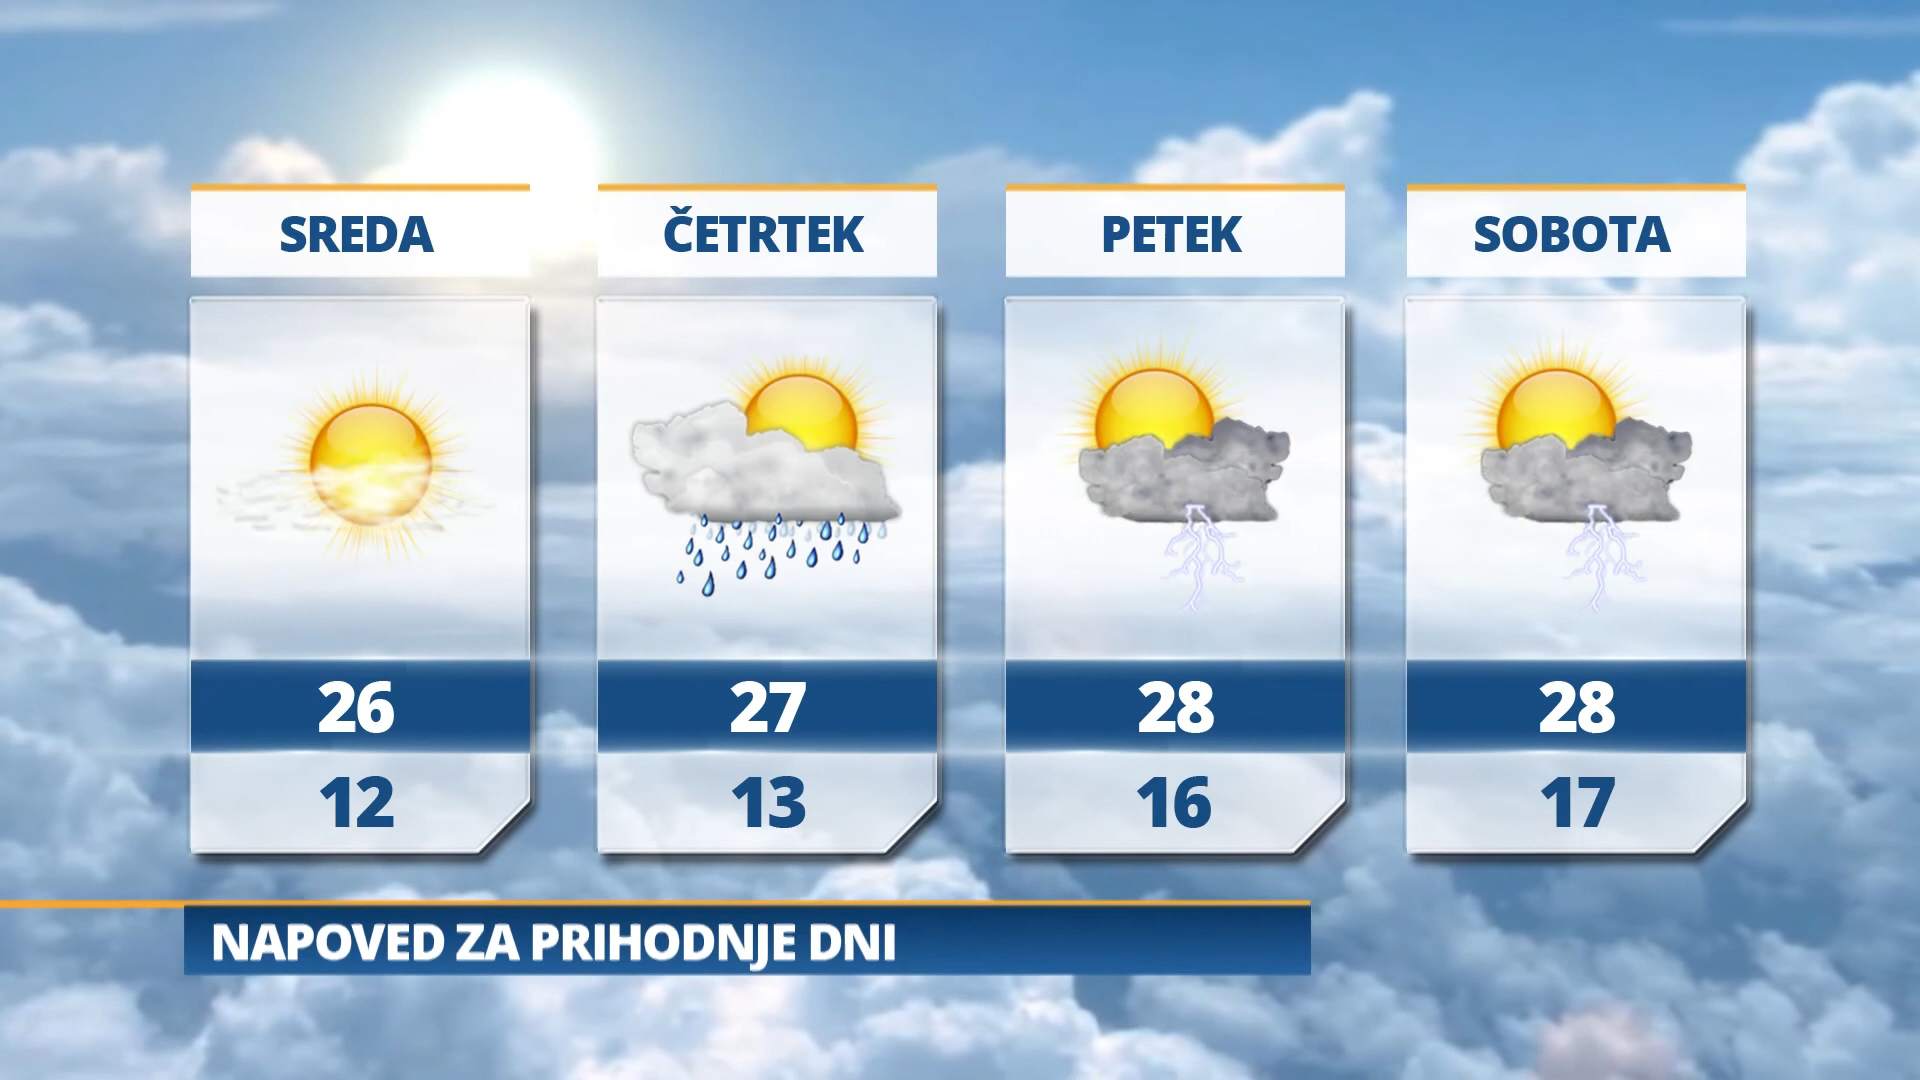 SREDA
ČETRTEK
PETEK
SOBOTA
26
27
28
28
12
13
16
17
NAPOVED ZA PRIHODNJE DNI